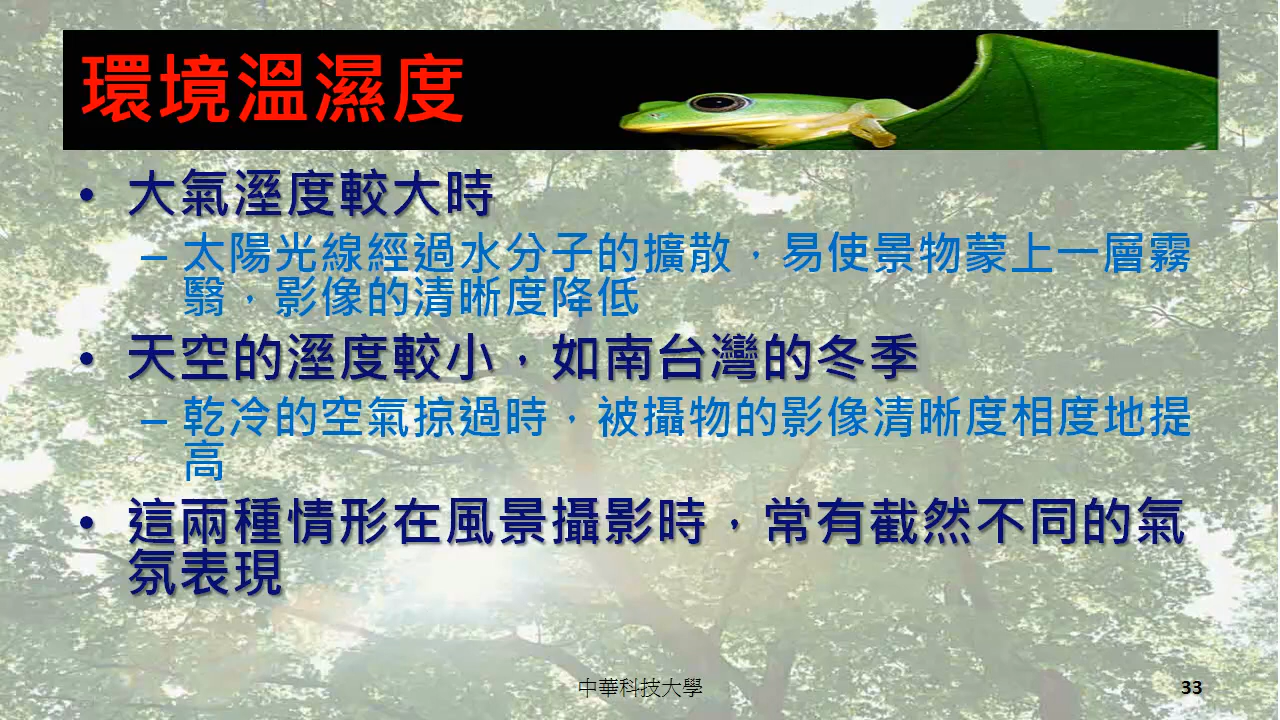 環境溫濕度
• 大氣溼度較大時
– 太陽光線經過水分子的擴散，易使景物蒙上一層霧
翳，影像的清晰度降低
• 天空的溼度較小，如南台灣的冬季
– 乾冷的空氣掠過時，被攝物的影像清晰度相度地提
高
• 這兩種情形在風景攝影時，常有截然不同的氣
氛表現
中華科技大學
33